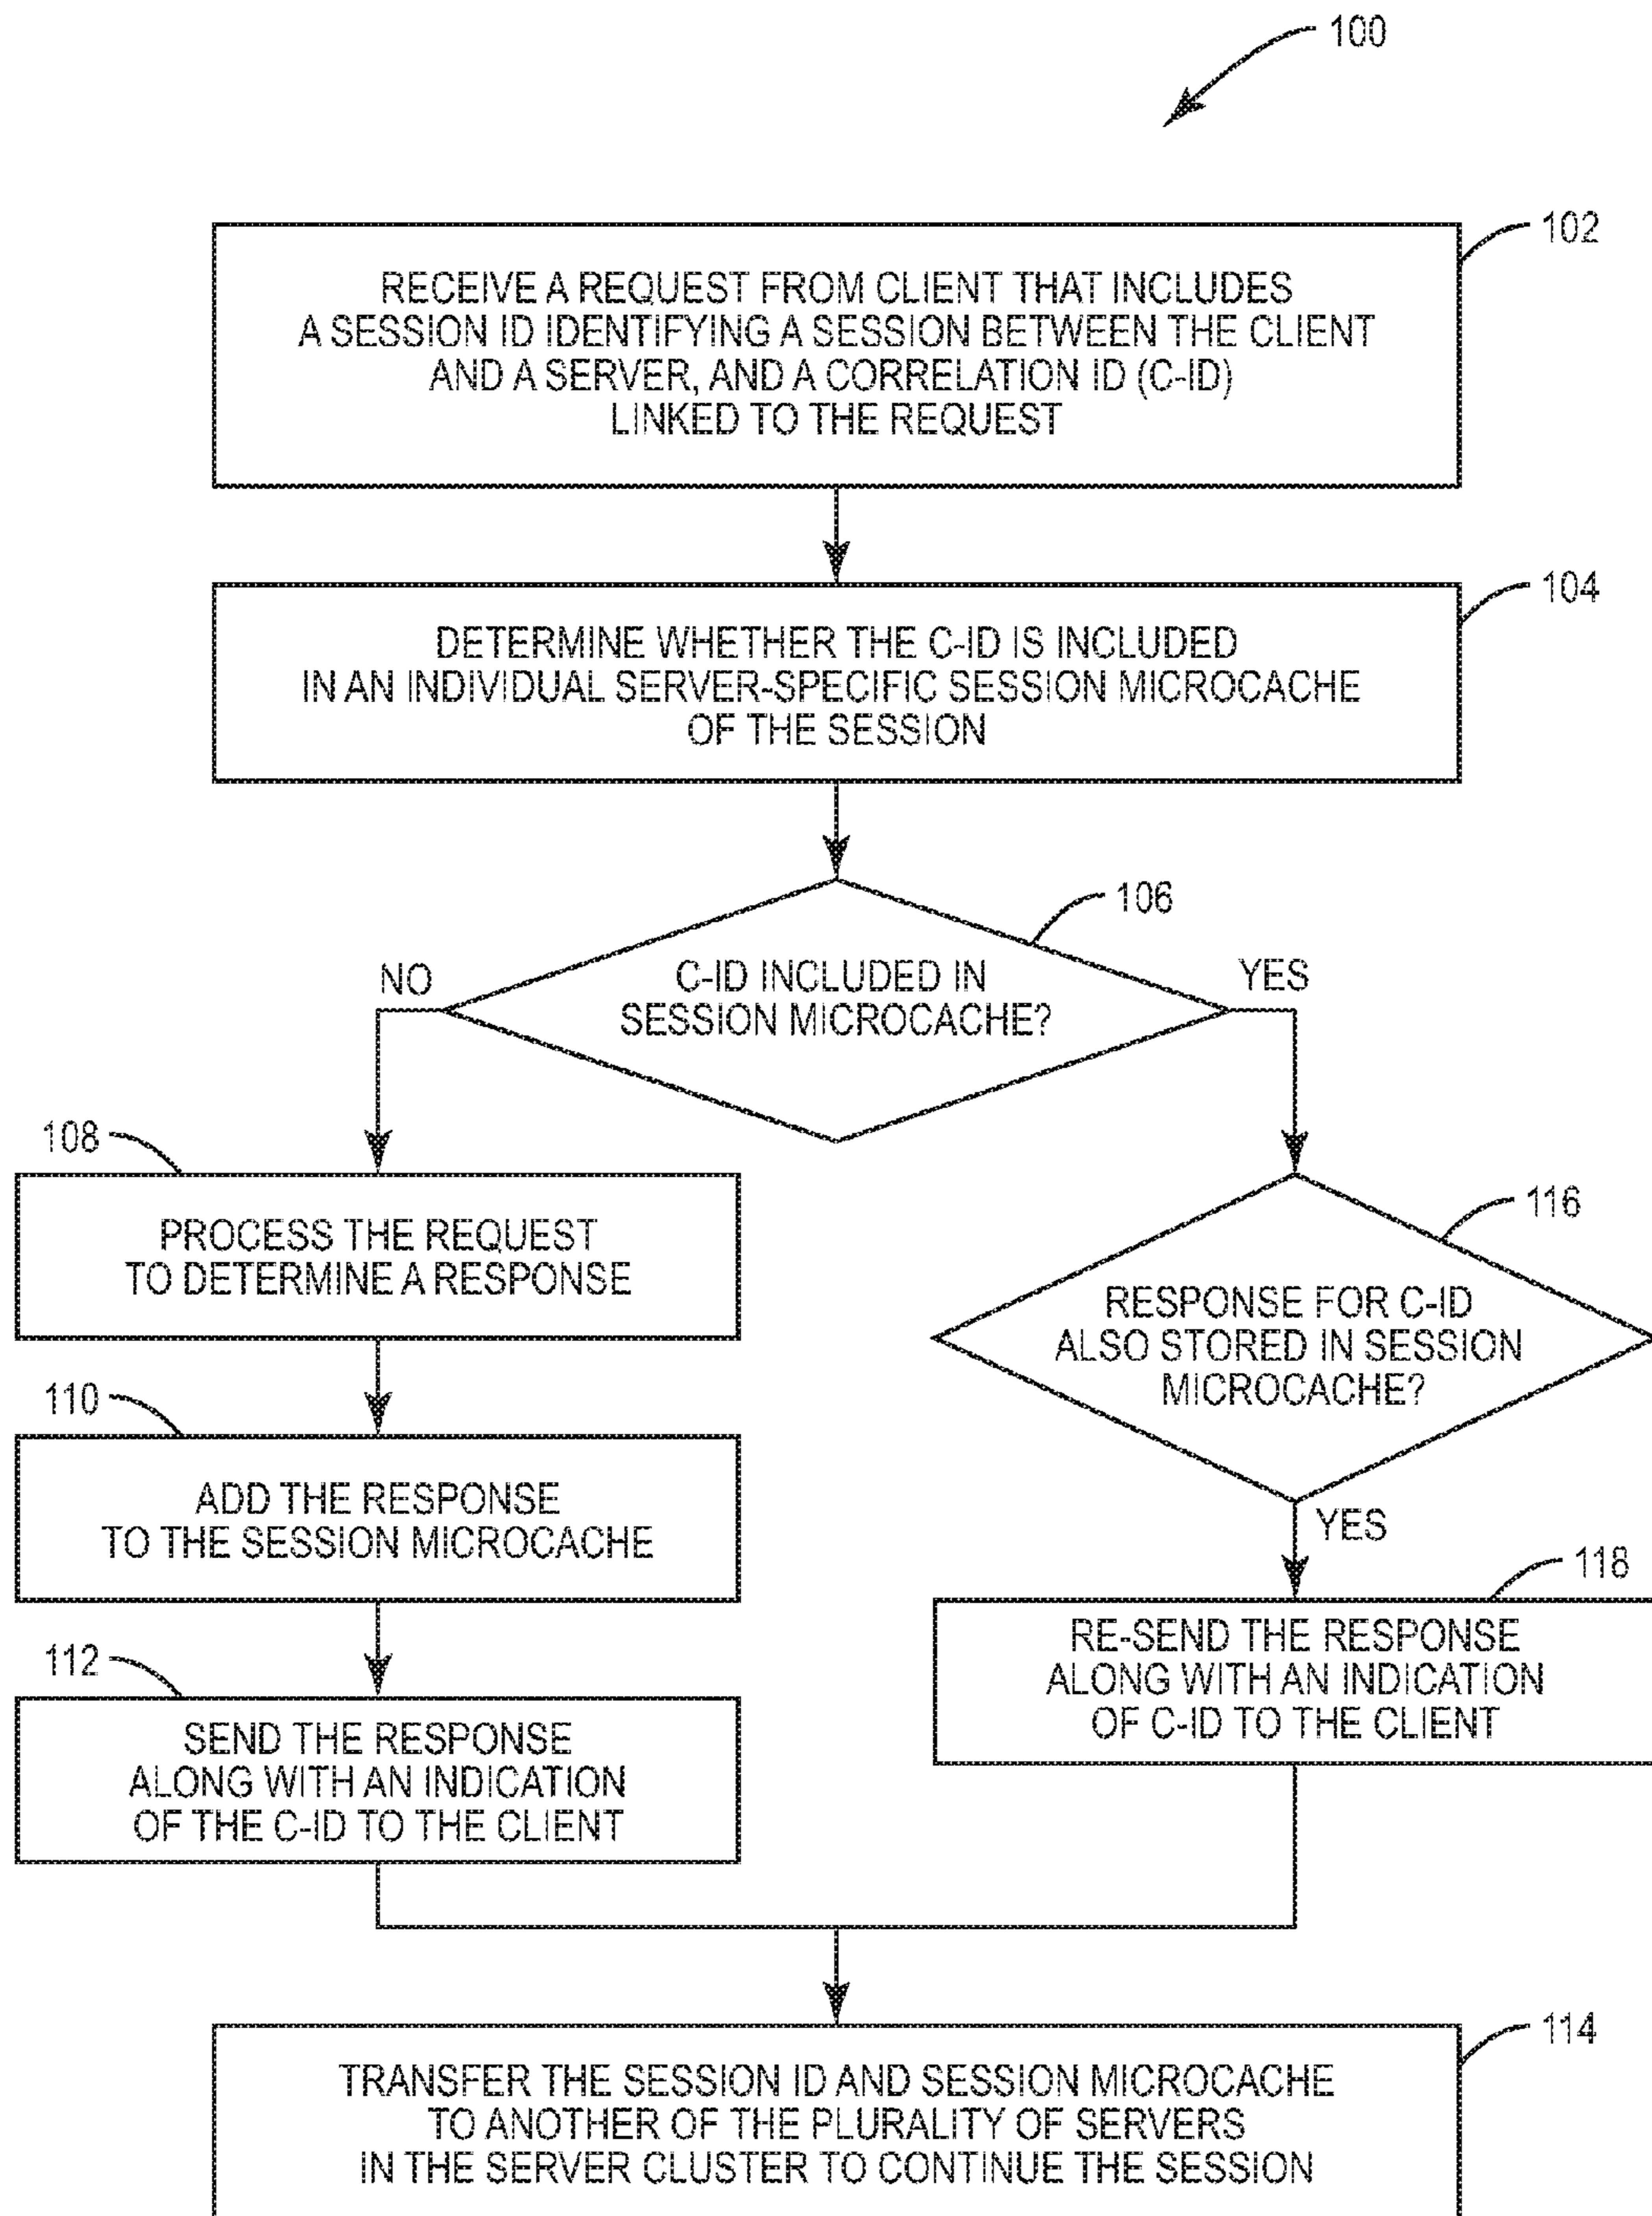 100
102
RECEIVE A REQUEST FROM CLIENT THAT INCLUDES
A SESSION ID IDENTIFYING A SESSION BETWEEN THE CLIENT
AND A SERVER, AND A CORRELATION ID (C-ID)
LINKED TO THE REQUEST
104
DETERMINE WHETHER THE C-ID IS INCLUDED
IN AN INDIVIDUAL SERVER-SPECIFIC SESSION MICROCACHE
OF THE SESSION
106
C-ID INCLUDED IN
SESSION MICROCACHE?
NO
YES
108
PROCESS THE REQUEST
TO DETERMINE A RESPONSE
110
ADD THE RESPONSE
TO THE SESSION MICROCACHE
112
SEND THE RESPONSE
ALONG WITH AN INDICATION
OF THE C-ID TO THE CLIENT
116
RESPONSE FOR C-ID
ALSO STORED IN SESSION
MICROCACHE?
YES
118
RE-SEND THE RESPONSE
ALONG WITH AN INDICATION
OF C-ID TO THE CLIENT
114
TRANSFER THE SESSION ID AND SESSION MICROCACHE
TO ANOTHER OF THE PLURALITY OF SERVERS
IN THE SERVER CLUSTER TO CONTINUE THE SESSION